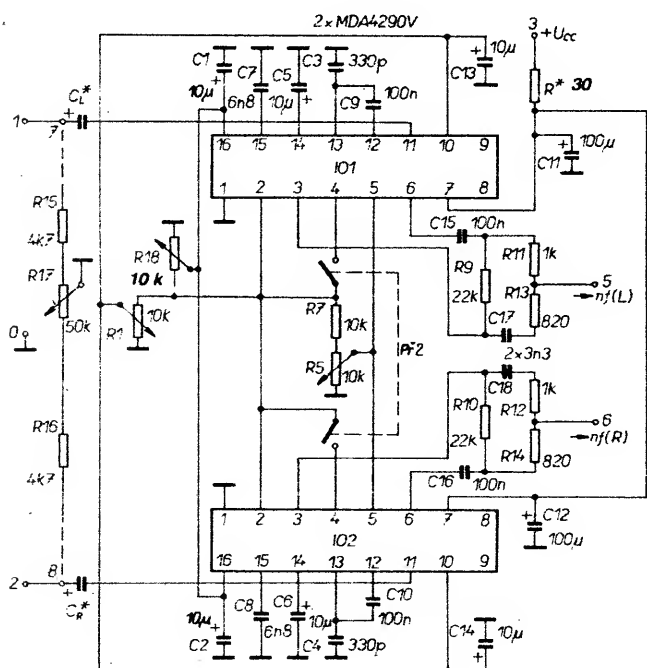 2×MDA4290V
3 +Ucc
C1 C7 C5 C3 330p
10µ 6n8 10µ C9 100n
C13 10µ
R* 30
CL*
1 7
16 15 14 13 12 11 10 9
IO1
1 2 3 4 5 6 7 8
C11 100µ
R15
4k7
R18
10k
R17
50k
R1 10k
0
C15 100n
R9
22k
R11 1k
5
nf(L)
R13
820
C17
2×3n3
C18
R7
10k
R5
10k
Př2
R16
4k7
R10
22k
R12 1k
6
nf(R)
R14
820
C16 100n
1 2 3 4 5 6 7 8
IO2
16 15 14 13 12 11 10 9
C12
100µ
2 8
CR*
10µ C8 C6 10µ C10
100n
C2 6n8 C4 330p
C14 10µ